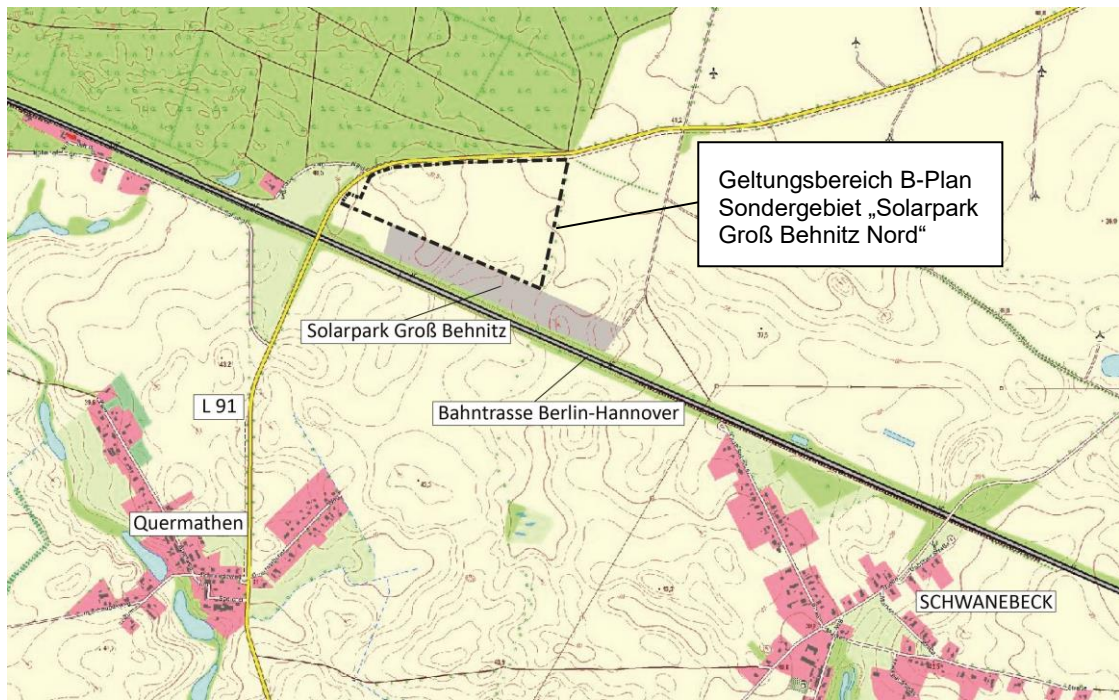 Geltungsbereich B-Plan
Sondergebiet „Solarpark
Groß Behnitz Nord“
Solarpark Groß Behnitz
Bahntrasse Berlin-Hannover
L 91
Quermathen
SCHWANEBECK